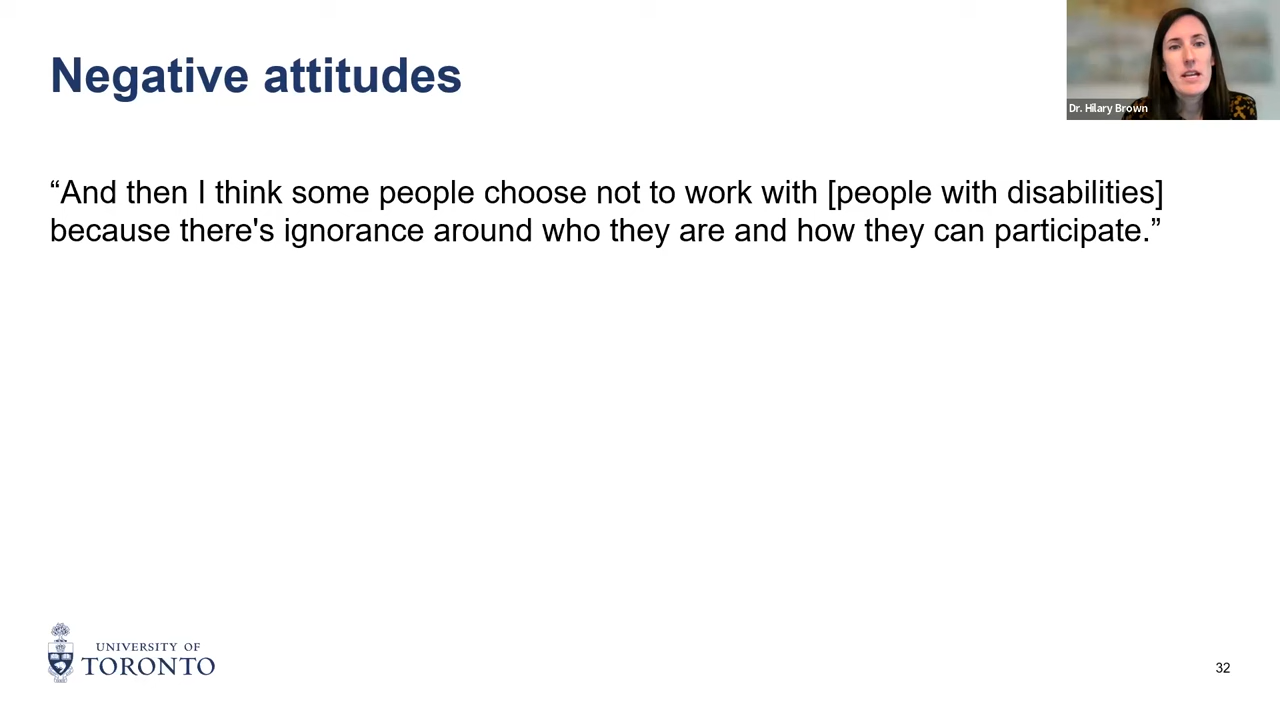 Negative attitudes
Dr. Hilary Brown
“And then I think some people choose not to work with [people with disabilities]
because there's ignorance around who they are and how they can participate.”
UNIVERSITY OF
TORONTO
32